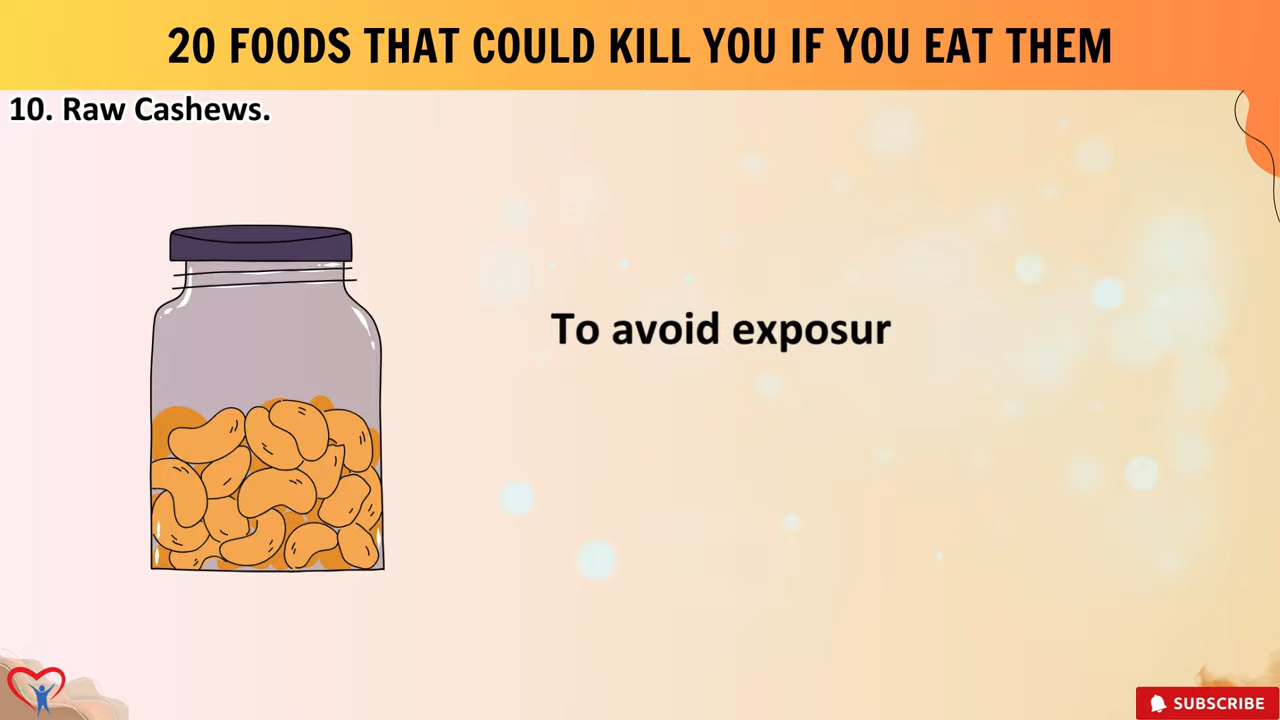 20 FOODS THAT COULD KILL YOU IF YOU EAT THEM
10. Raw Cashews.
To avoid exposur
SUBSCRIBE